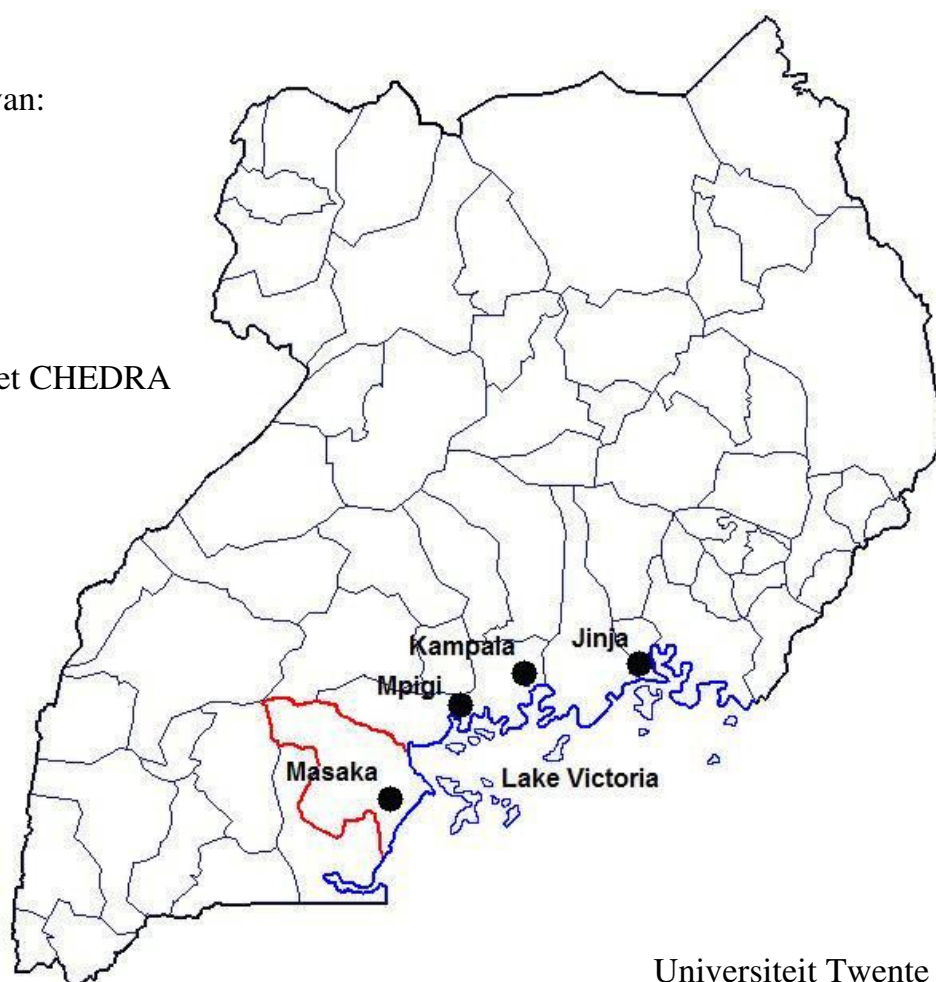 van:
et CHEDRA
Kampala
Jinja
Mpigi
Masaka
Lake Victoria
Universiteit Twente